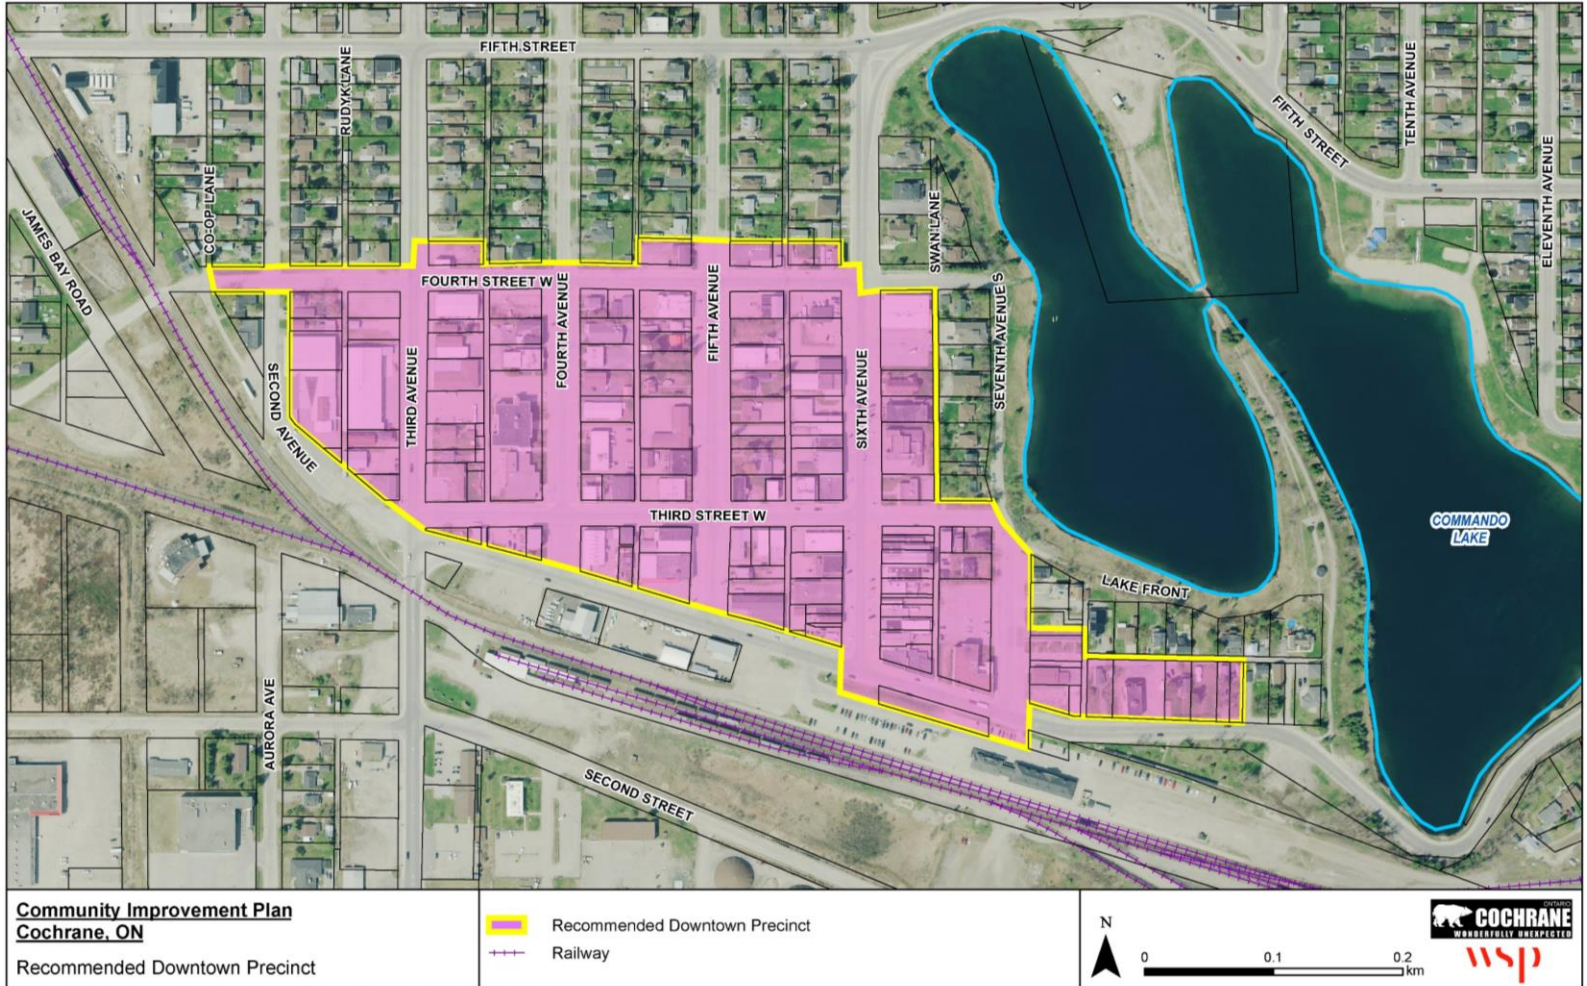 FIFTH STREET
RUDYK LANE
TENTH AVENUE
FIFTH STREET
ELEVENTH AVENUE
CO-OP LANE
SWAN LANE
JAMES BAY ROAD
FOURTH STREET W
FOURTH AVENUE
FIFTH AVENUE
SEVENTH AVENUE S
THIRD AVENUE
SIXTH AVENUE
SECOND AVENUE
THIRD STREET W
COMMANDO
LAKE
LAKE FRONT
AURORA AVE
SECOND STREET
Community Improvement Plan
Cochrane, ON
Recommended Downtown Precinct
Recommended Downtown Precinct
Railway
N
0 0.1 0.2
km
ONTARIO
COCHRANE
WONDERFULLY UNEXPECTED
wsp